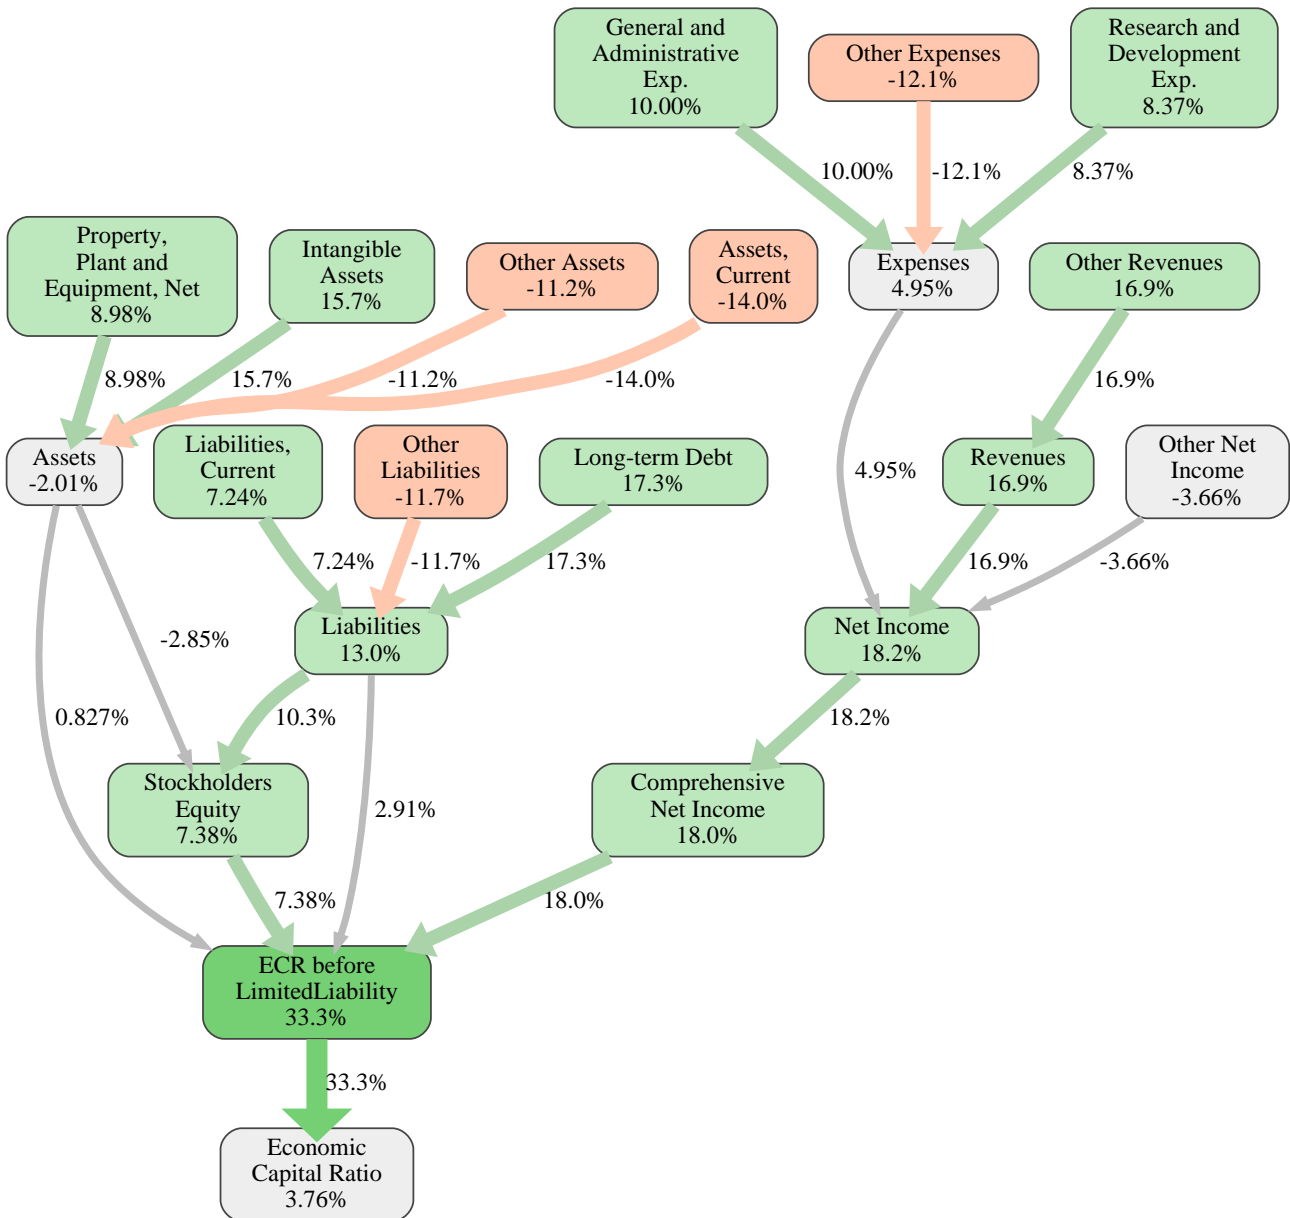 General and
Administrative
Exp.
10.00%
Other Expenses
-12.1%
Research and
Development
Exp.
8.37%
10.00%
-12.1%
8.37%
Property,
Plant and
Equipment, Net
8.98%
Intangible
Assets
15.7%
Other Assets
-11.2%
Assets,
Current
-14.0%
Expenses
4.95%
Other Revenues
16.9%
8.98%
15.7%
-11.2%
-14.0%
16.9%
Assets
-2.01%
Liabilities,
Current
7.24%
Other
Liabilities
-11.7%
Long-term Debt
17.3%
4.95%
Revenues
16.9%
Other Net
Income
-3.66%
7.24%
-11.7%
17.3%
16.9%
-3.66%
Liabilities
13.0%
Net Income
18.2%
-2.85%
0.827%
10.3%
18.2%
Stockholders
Equity
7.38%
2.91%
Comprehensive
Net Income
18.0%
7.38%
18.0%
ECR before
LimitedLiability
33.3%
33.3%
Economic
Capital Ratio
3.76%